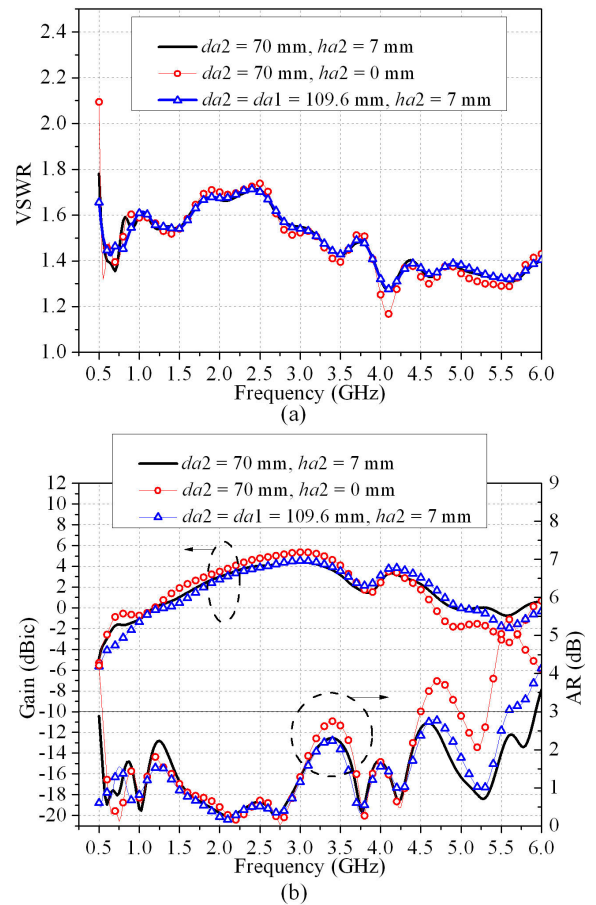 (a)
da2 = 70 mm, ha2 = 7 mm
da2 = 70 mm, ha2 = 0 mm
da2 = da1 = 109.6 mm, ha2 = 7 mm
VSWR
2.4
2.2
2.0
1.8
1.6
1.4
1.2
1.0
0.5 1.0 1.5 2.0 2.5 3.0 3.5 4.0 4.5 5.0 5.5 6.0
Frequency (GHz)
(a)
da2 = 70 mm, ha2 = 7 mm
da2 = 70 mm, ha2 = 0 mm
da2 = da1 = 109.6 mm, ha2 = 7 mm
Gain (dBic)
12
10
8
6
4
2
0
-2
-4
-6
-8
-10
-12
-14
-16
-18
-20
AR (dB)
9
8
7
6
5
4
3
2
1
0
0.5 1.0 1.5 2.0 2.5 3.0 3.5 4.0 4.5 5.0 5.5 6.0
Frequency (GHz)
(b)